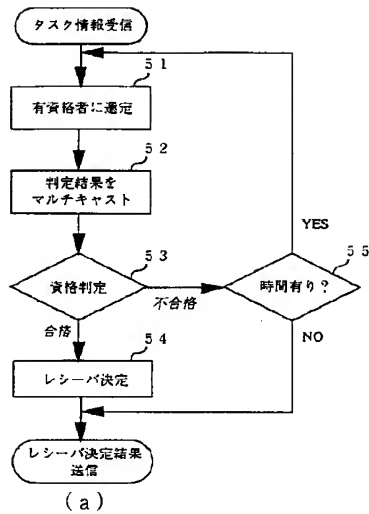 タスク情報受信
51
有資格者に選定
52
判定結果を
マルチキャスト
YES
53
55
資格判定
時間有り?
不合格
合格
54
NO
レシーバ決定
レシーバ決定結果
送信
(a)